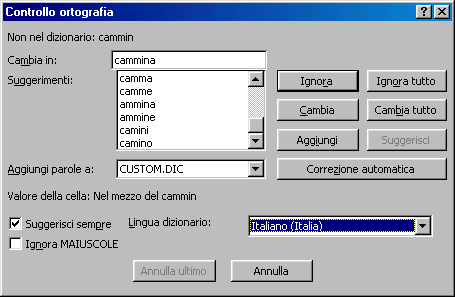 Controllo ortografia
Non nel dizionario: cammin
Cambia in: cammina
Suggerimenti: camma
camme
ammina
ammine
camini
camino
Ignora Ignora tutto
Cambia Cambia tutto
Aggiungi Suggerisci
Aggiungi parole a: CUSTOM.DIC Correzione automatica
Valore della cella: Nel mezzo del cammin
Suggerisci sempre Lingua dizionario: Italiano (Italia)
Ignora MAIUSCOLE
Annulla ultimo Annulla